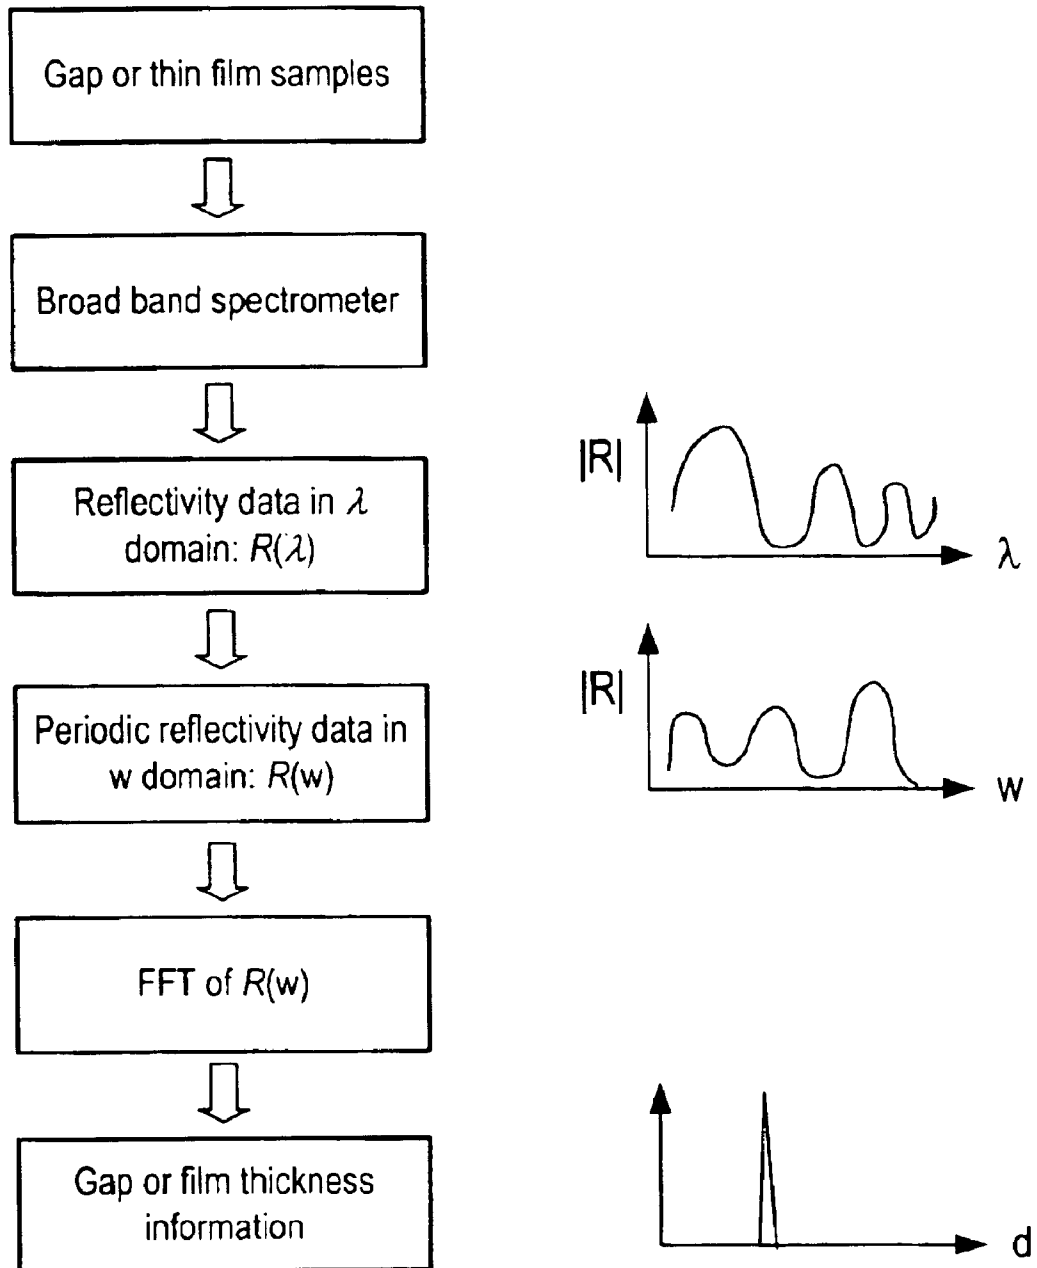 Gap or thin film samples
Broad band spectrometer
Reflectivity data in λ
domain: R(λ)
|R|
λ
Periodic reflectivity data in
w domain: R(w)
|R|
w
FFT of R(w)
Gap or film thickness
information
d